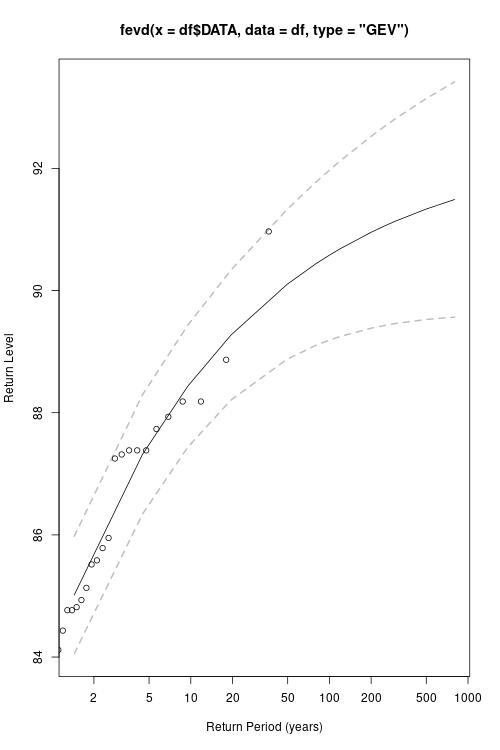 fevd(x = df$DATA, data = df, type = "GEV")
Return Level
92
90
88
86
84
2 5 10 20 50 100 200 500 1000
Return Period (years)